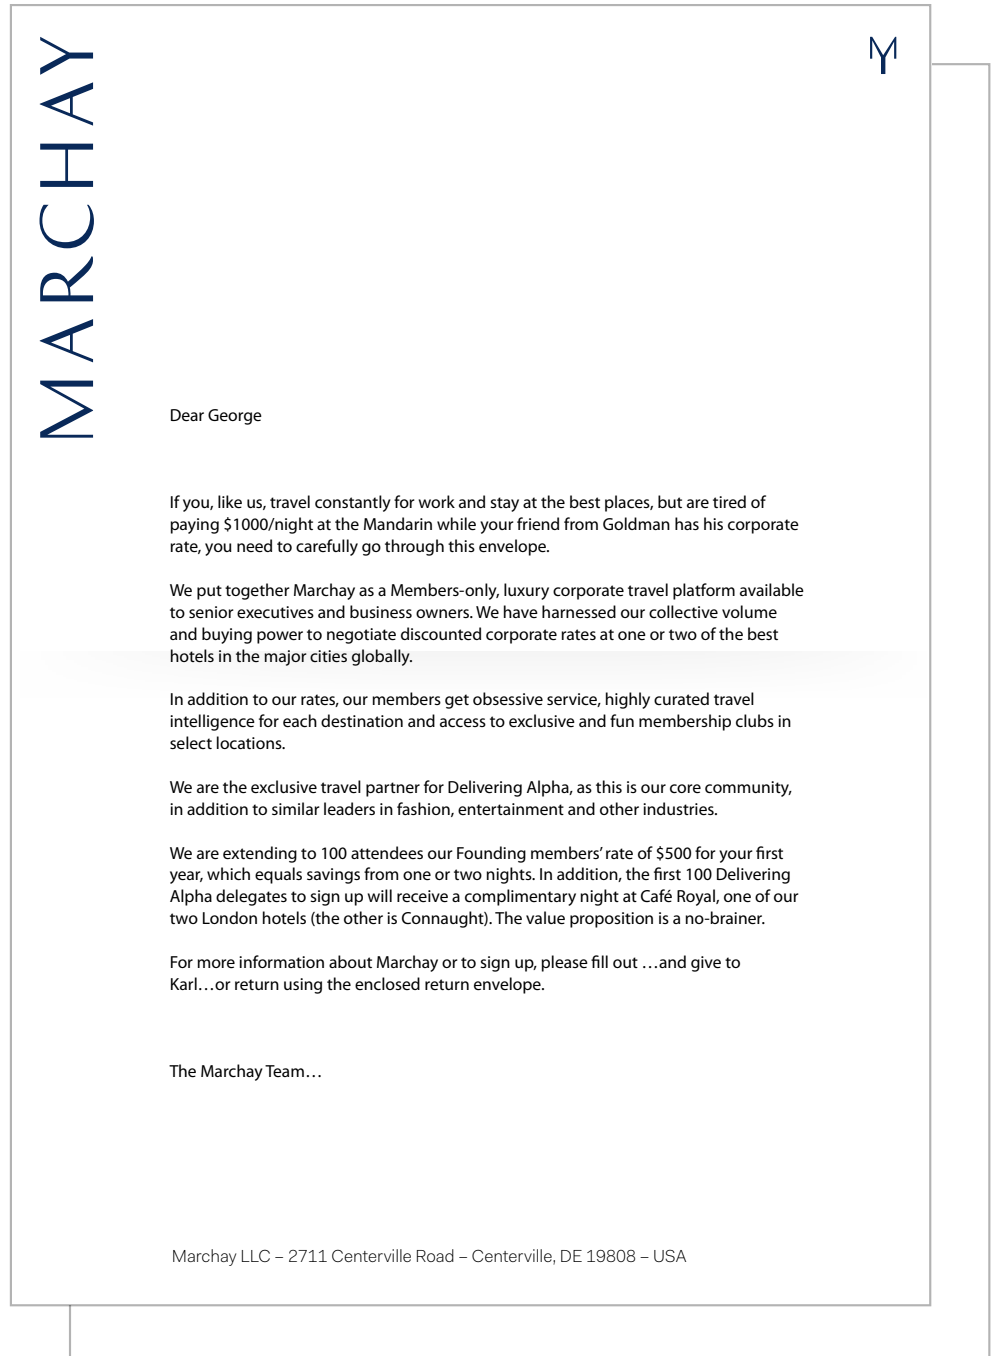 MARCHAY
MY
Dear George
If you, like us, travel constantly for work and stay at the best places, but are tired of
paying $1000/night at the Mandarin while your friend from Goldman has his corporate
rate, you need to carefully go through this envelope.
We put together Marchay as a Members-only, luxury corporate travel platform available
to senior executives and business owners. We have harnessed our collective volume
and buying power to negotiate discounted corporate rates at one or two of the best
hotels in the major cities globally.
In addition to our rates, our members get obsessive service, highly curated travel
intelligence for each destination and access to exclusive and fun membership clubs in
select locations.
We are the exclusive travel partner for Delivering Alpha, as this is our core community,
in addition to similar leaders in fashion, entertainment and other industries.
We are extending to 100 attendees our Founding members’ rate of $500 for your first
year, which equals savings from one or two nights. In addition, the first 100 Delivering
Alpha delegates to sign up will receive a complimentary night at Café Royal, one of our
two London hotels (the other is Connaught). The value proposition is a no-brainer.
For more information about Marchay or to sign up, please fill out …and give to
Karl…or return using the enclosed return envelope.
The Marchay Team…
Marchay LLC – 2711 Centerville Road – Centerville, DE 19808 – USA